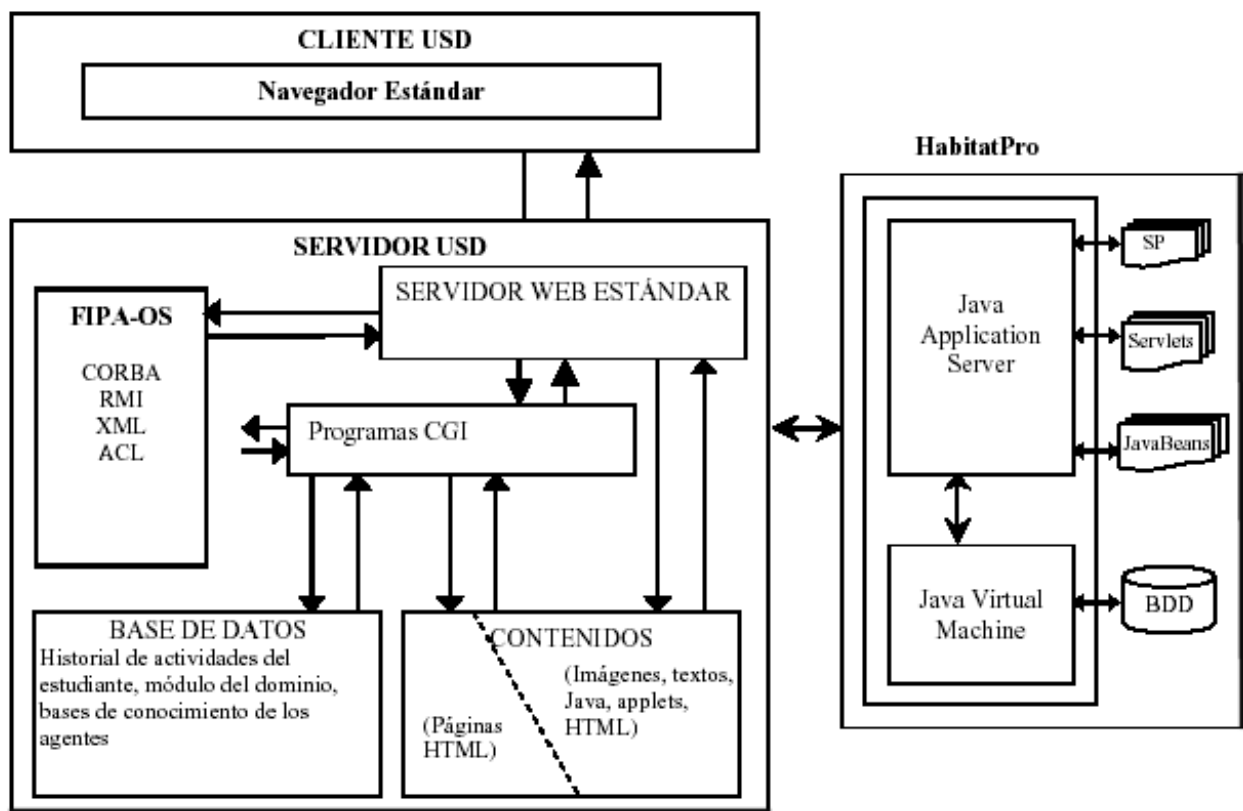 CLIENTE USD
Navegador Estándar
SERVIDOR USD
SERVIDOR WEB ESTÁNDAR
FIPA-OS
CORBA
RMI
XML
ACL
Programas CGI
BASE DE DATOS
Historial de actividades del
estudiante, módulo del dominio,
bases de conocimiento de los
agentes
CONTENIDOS
(Imágenes, textos,
Java, applets,
HTML)
(Páginas
HTML)
HabitatPro
Java
Application
Server
SP
Servlets
JavaBeans
Java Virtual
Machine
BDD